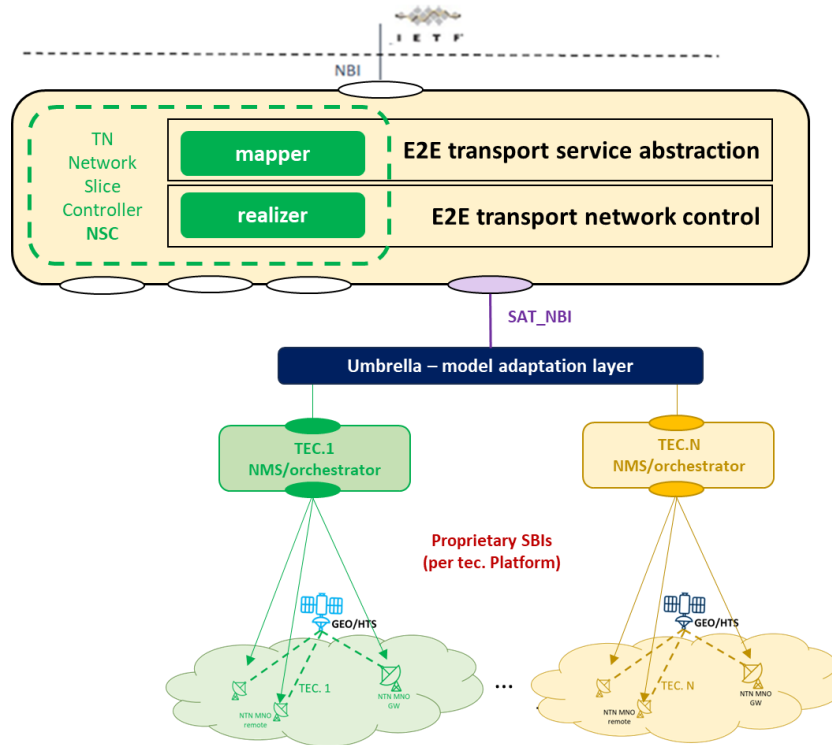 I E T F
NBI
TN
Network
Slice
Controller
NSC
mapper
E2E transport service abstraction
realizer
E2E transport network control
SAT_NBI
Umbrella – model adaptation layer
TEC.1
NMS/orchestrator
TEC.N
NMS/orchestrator
Proprietary SBIs
(per tec. Platform)
GEO/HTS
GEO/HTS
TEC. 1
NTN MNO
GW
NTN MNO
remote
...
TEC. N
NTN MNO
GW
NTN MNO
remote